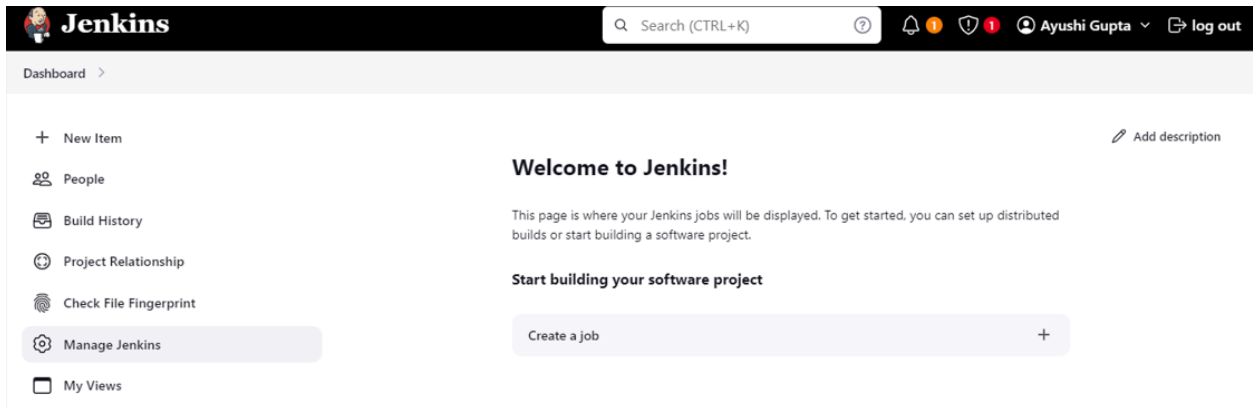 Jenkins
Search (CTRL+K)
?
1
1
Ayushi Gupta
log out
Dashboard
New Item
People
Build History
Project Relationship
Check File Fingerprint
Manage Jenkins
My Views
Add description
Welcome to Jenkins!
This page is where your Jenkins jobs will be displayed. To get started, you can set up distributed
builds or start building a software project.
Start building your software project
Create a job